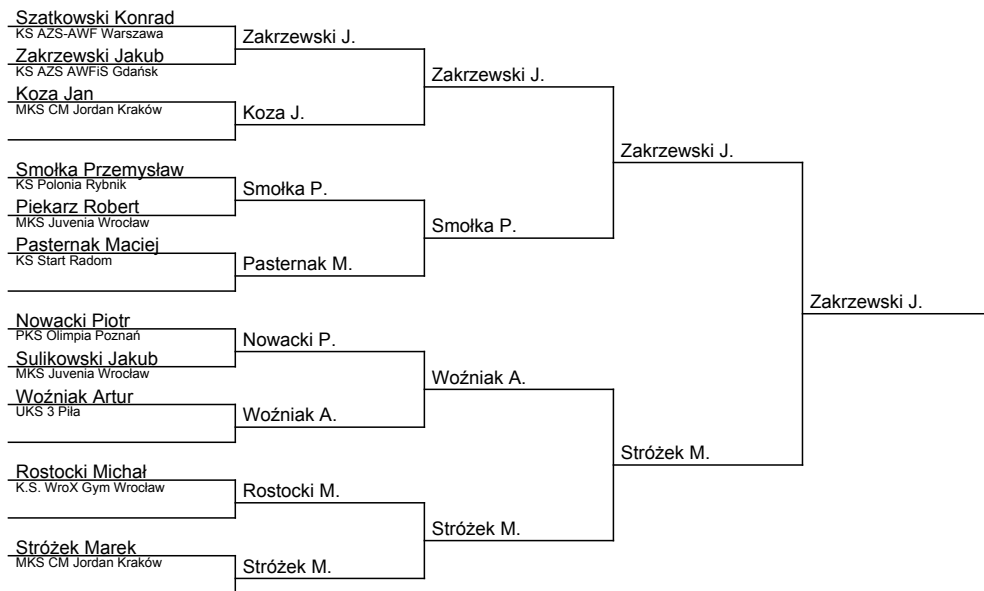 Szatkowski Konrad
KS AZS-AWF Warszawa
Zakrzewski J.
Zakrzewski Jakub
KS AZS AWFiS Gdańsk
Zakrzewski J.
Koza Jan
MKS CM Jordan Kraków
Koza J.
Zakrzewski J.
Smołka Przemysław
KS Polonia Rybnik
Smołka P.
Piekarz Robert
MKS Juvenia Wrocław
Smołka P.
Pasternak Maciej
KS Start Radom
Pasternak M.
Zakrzewski J.
Nowacki Piotr
PKS Olimpia Poznań
Nowacki P.
Sulikowski Jakub
MKS Juvenia Wrocław
Woźniak A.
Woźniak Artur
UKS 3 Piła
Woźniak A.
Stróżek M.
Rostocki Michał
K.S. WroX Gym Wrocław
Rostocki M.
Stróżek M.
Stróżek Marek
MKS CM Jordan Kraków
Stróżek M.